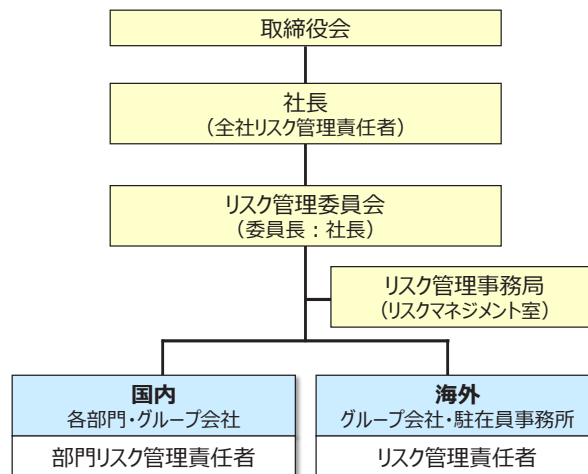 取締役会
社長
(全社リスク管理責任者)
リスク管理委員会
(委員長：社長)
リスク管理事務局
(リスクマネジメント室)
国内
各部門・グループ会社
部門リスク管理責任者
海外
グループ会社・駐在員事務所
リスク管理責任者